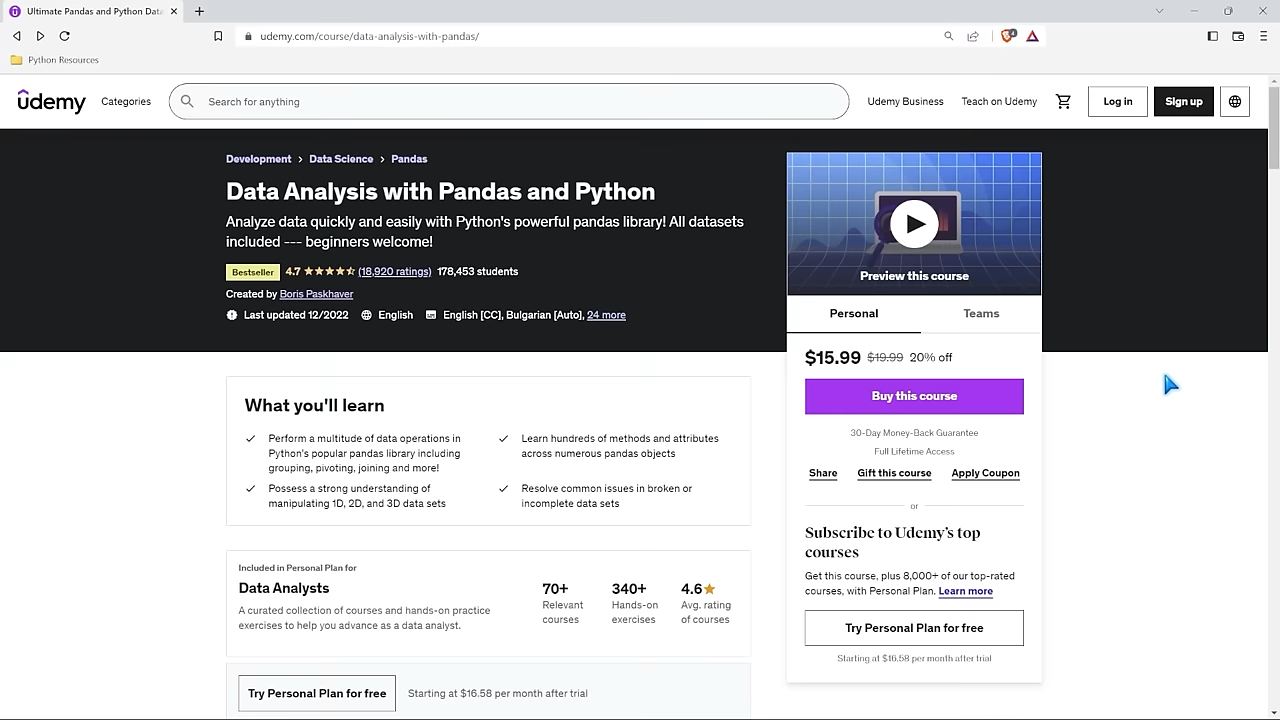 Ultimate Pandas and Python Dat
udemy.com/course/data-analysis-with-pandas/
4
Python Resources
ûdemy
Categories
Search for anything
Udemy Business
Teach on Udemy
Log in
Sign up
Development > Data Science > Pandas
Data Analysis with Pandas and Python
Analyze data quickly and easily with Python's powerful pandas library! All datasets
included --- beginners welcome!
Bestseller 4.7 (18,920 ratings) 178,453 students
Created by Boris Paskhaver
Last updated 12/2022 English English [CC], Bulgarian [Auto], 24 more
Preview this course
Personal
Teams
$15.99 $19.99 20% off
Buy this course
30-Day Money-Back Guarantee
Full Lifetime Access
Share Gift this course Apply Coupon
or
Subscribe to Udemy's top
courses
Get this course, plus 8,000+ of our top-rated
courses, with Personal Plan. Learn more
Try Personal Plan for free
Starting at $16.58 per month after trial
What you'll learn
Perform a multitude of data operations in
Python's popular pandas library including
grouping, pivoting, joining and more!
Learn hundreds of methods and attributes
across numerous pandas objects
Possess a strong understanding of
manipulating 1D, 2D, and 3D data sets
Resolve common issues in broken or
incomplete data sets
Included in Personal Plan for
Data Analysts
A curated collection of courses and hands-on practice
exercises to help you advance as a data analyst.
70+
Relevant
courses
340+
Hands-on
exercises
4.6
Avg. rating
of courses
Try Personal Plan for free
Starting at $16.58 per month after trial